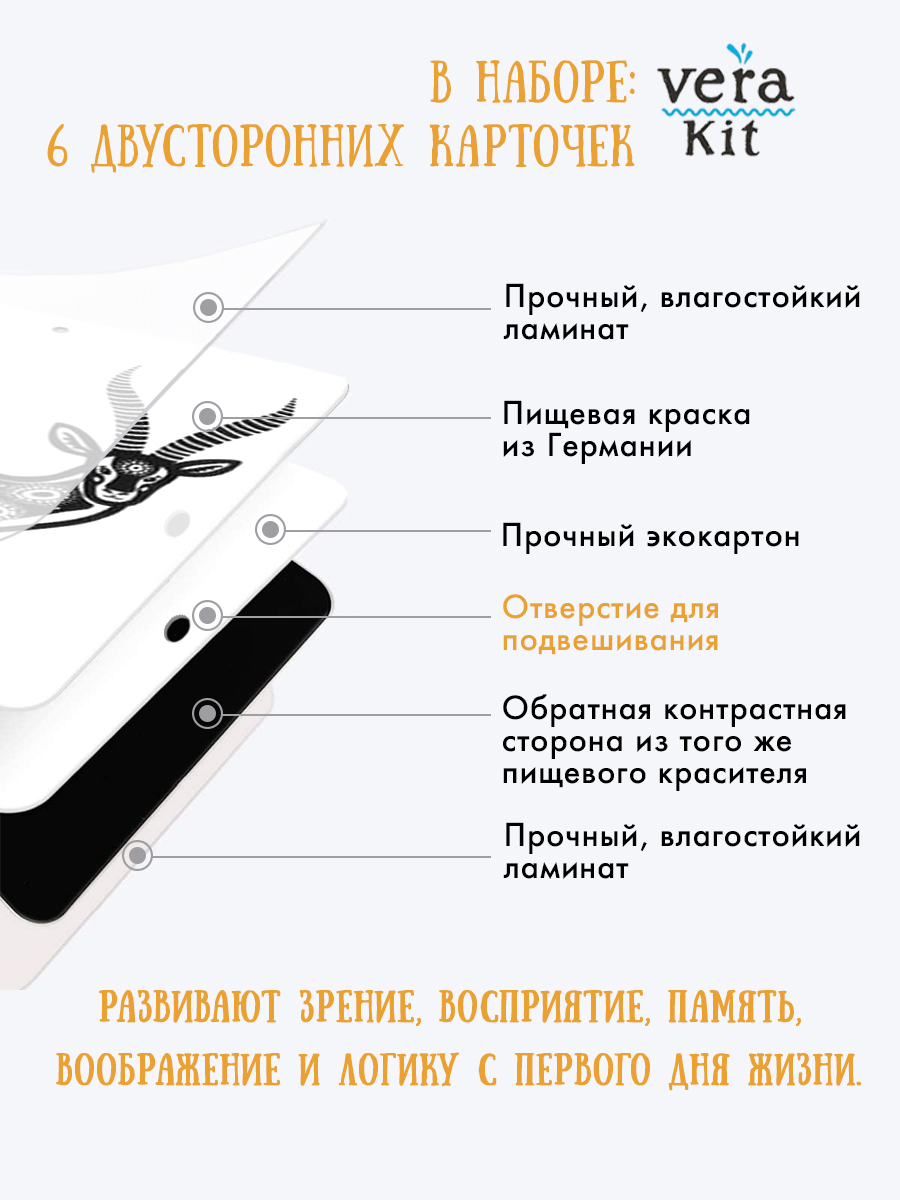 В НАБОРЕ:
6 ДВУСТОРОННИХ КАРТОЧЕК
vera
Kit
Прочный, влагостойкий
ламинат
Пищевая краска
из Германии
Прочный экокартон
Отверстие для
подвешивания
Обратная контрастная
сторона из того же
пищевого красителя
Прочный, влагостойкий
ламинат
РАЗВИВАЮТ ЗРЕНИЕ, ВОСПРИЯТИЕ, ПАМЯТЬ,
ВООБРАЖЕНИЕ И ЛОГИКУ С ПЕРВОГО ДНЯ ЖИЗНИ.